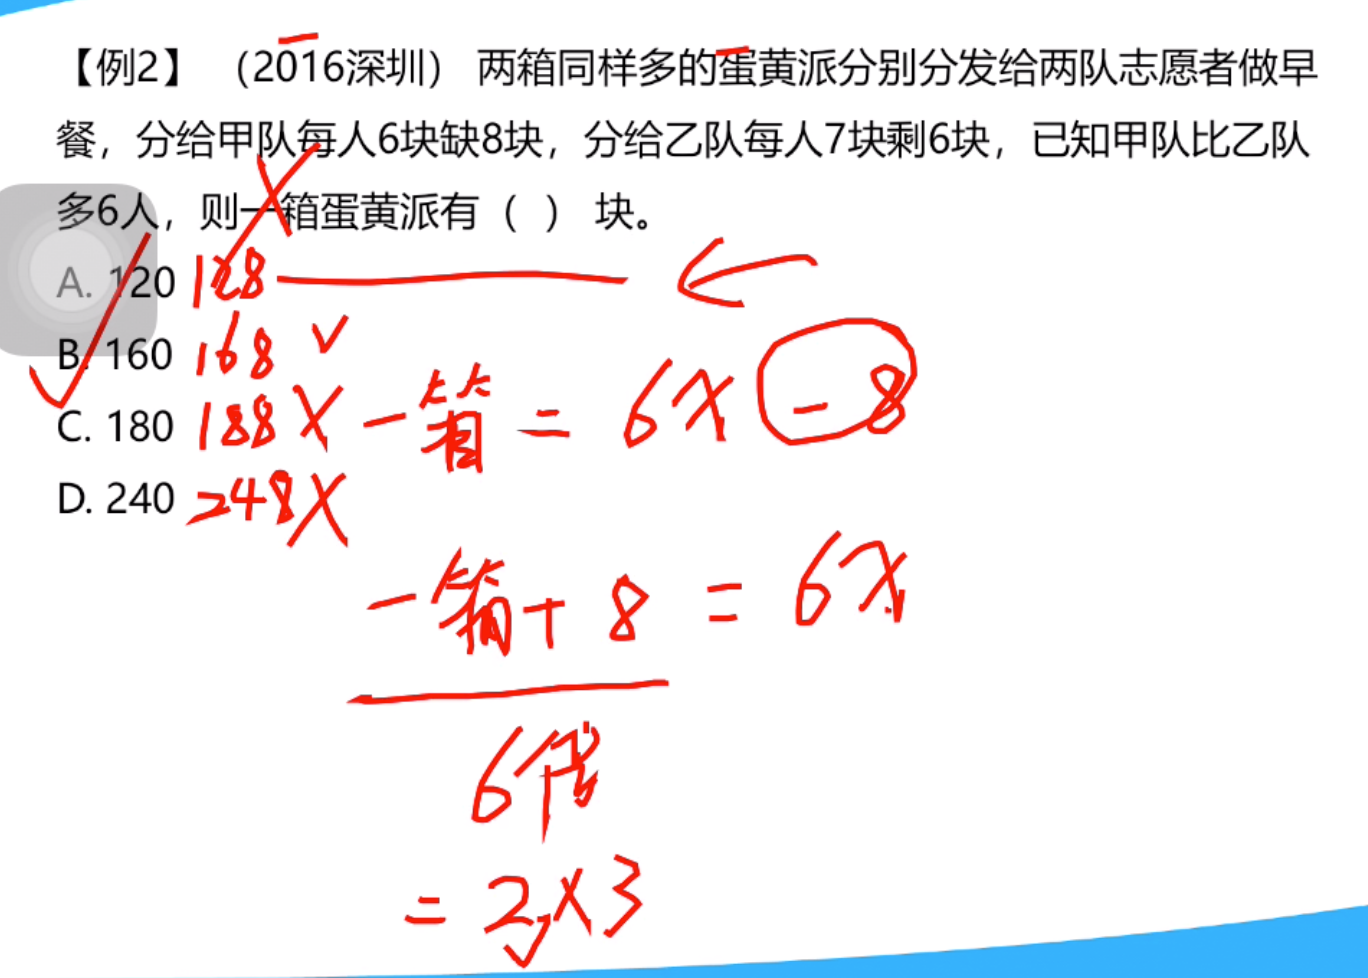 【例2】 （2016深圳） 两箱同样多的蛋黄派分别分发给两队志愿者做早
餐，分给甲队每人6块缺8块，分给乙队每人7块剩6块，已知甲队比乙队
多6人，则一箱蛋黄派有（ ） 块。
A. 120 128
B. 160 168 ✓
C. 180 188 X
D. 240 248 X
一箱 = 6x - 8
一箱 + 8 = 6x
6倍
= 2 × 3